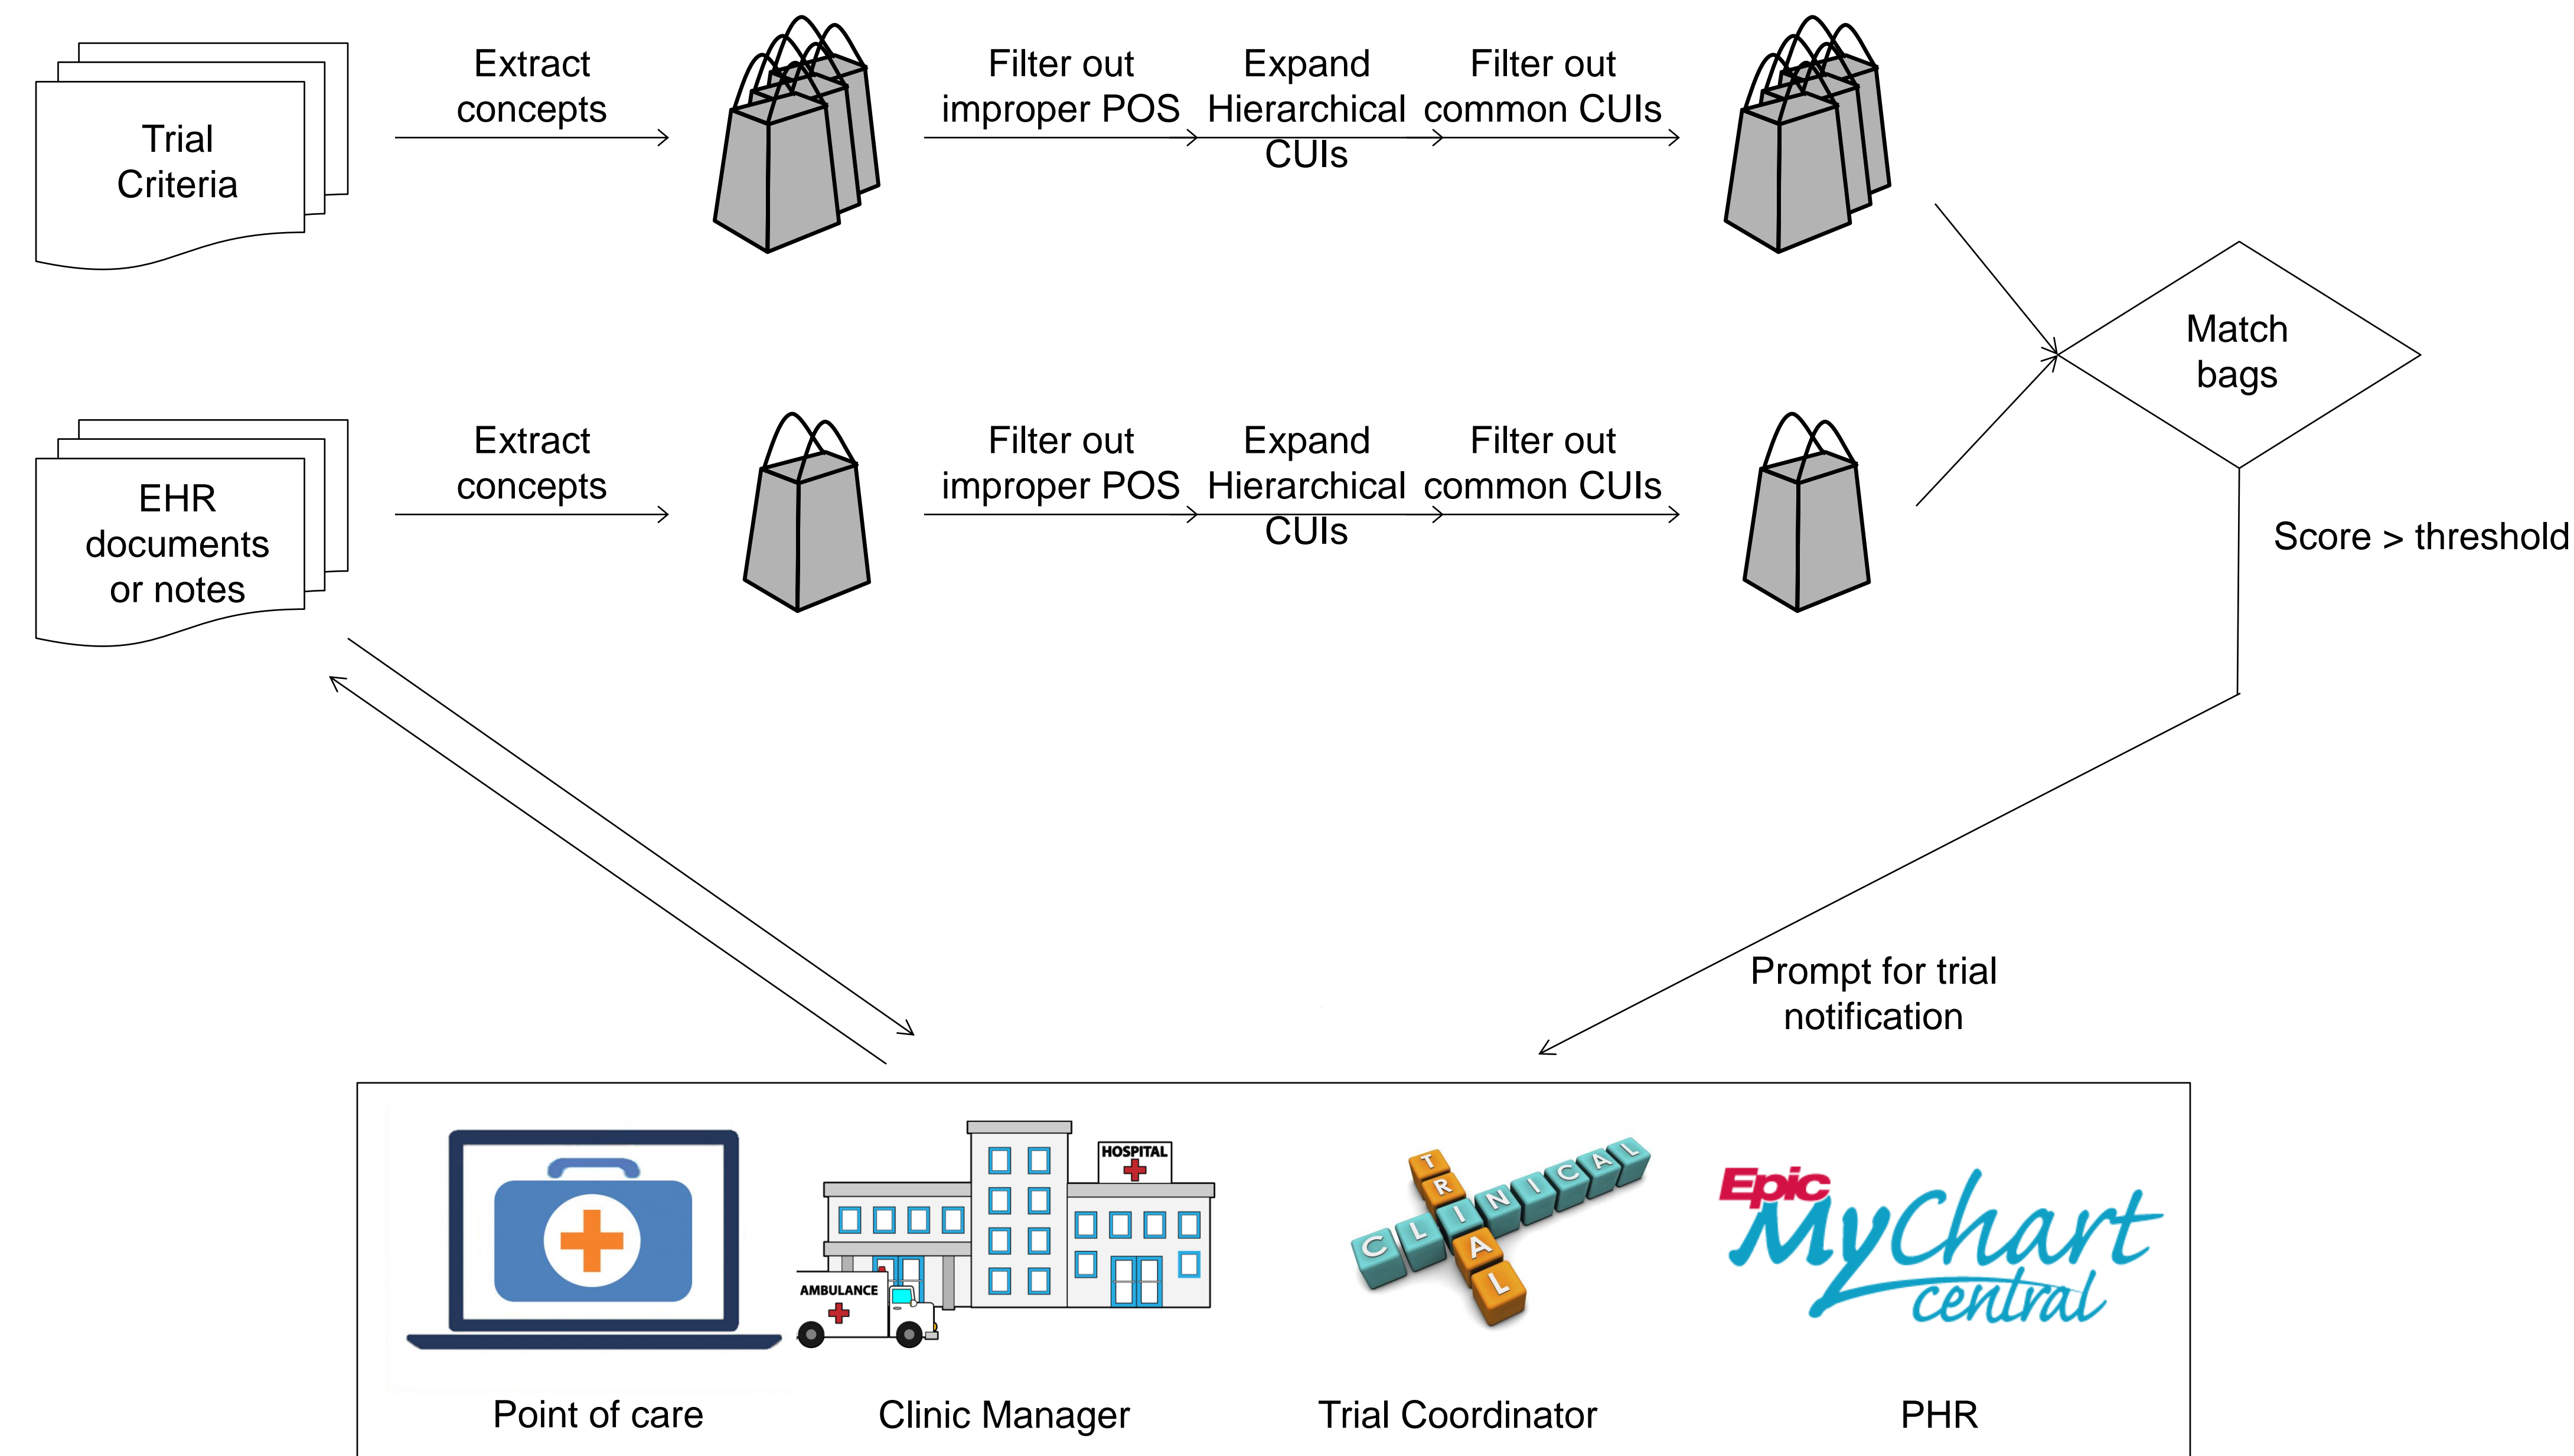 Trial
Criteria
Extract
concepts
Filter out
improper POS
Expand
Hierarchical
CUIs
Filter out
common CUIs
Match
bags
EHR
documents
or notes
Extract
concepts
Filter out
improper POS
Expand
Hierarchical
CUIs
Filter out
common CUIs
Score > threshold
Prompt for trial
notification
HOSPITAL
AMBULANCE
CLINICAL
TRIAL
Epic
MyChart
central
Point of care
Clinic Manager
Trial Coordinator
PHR